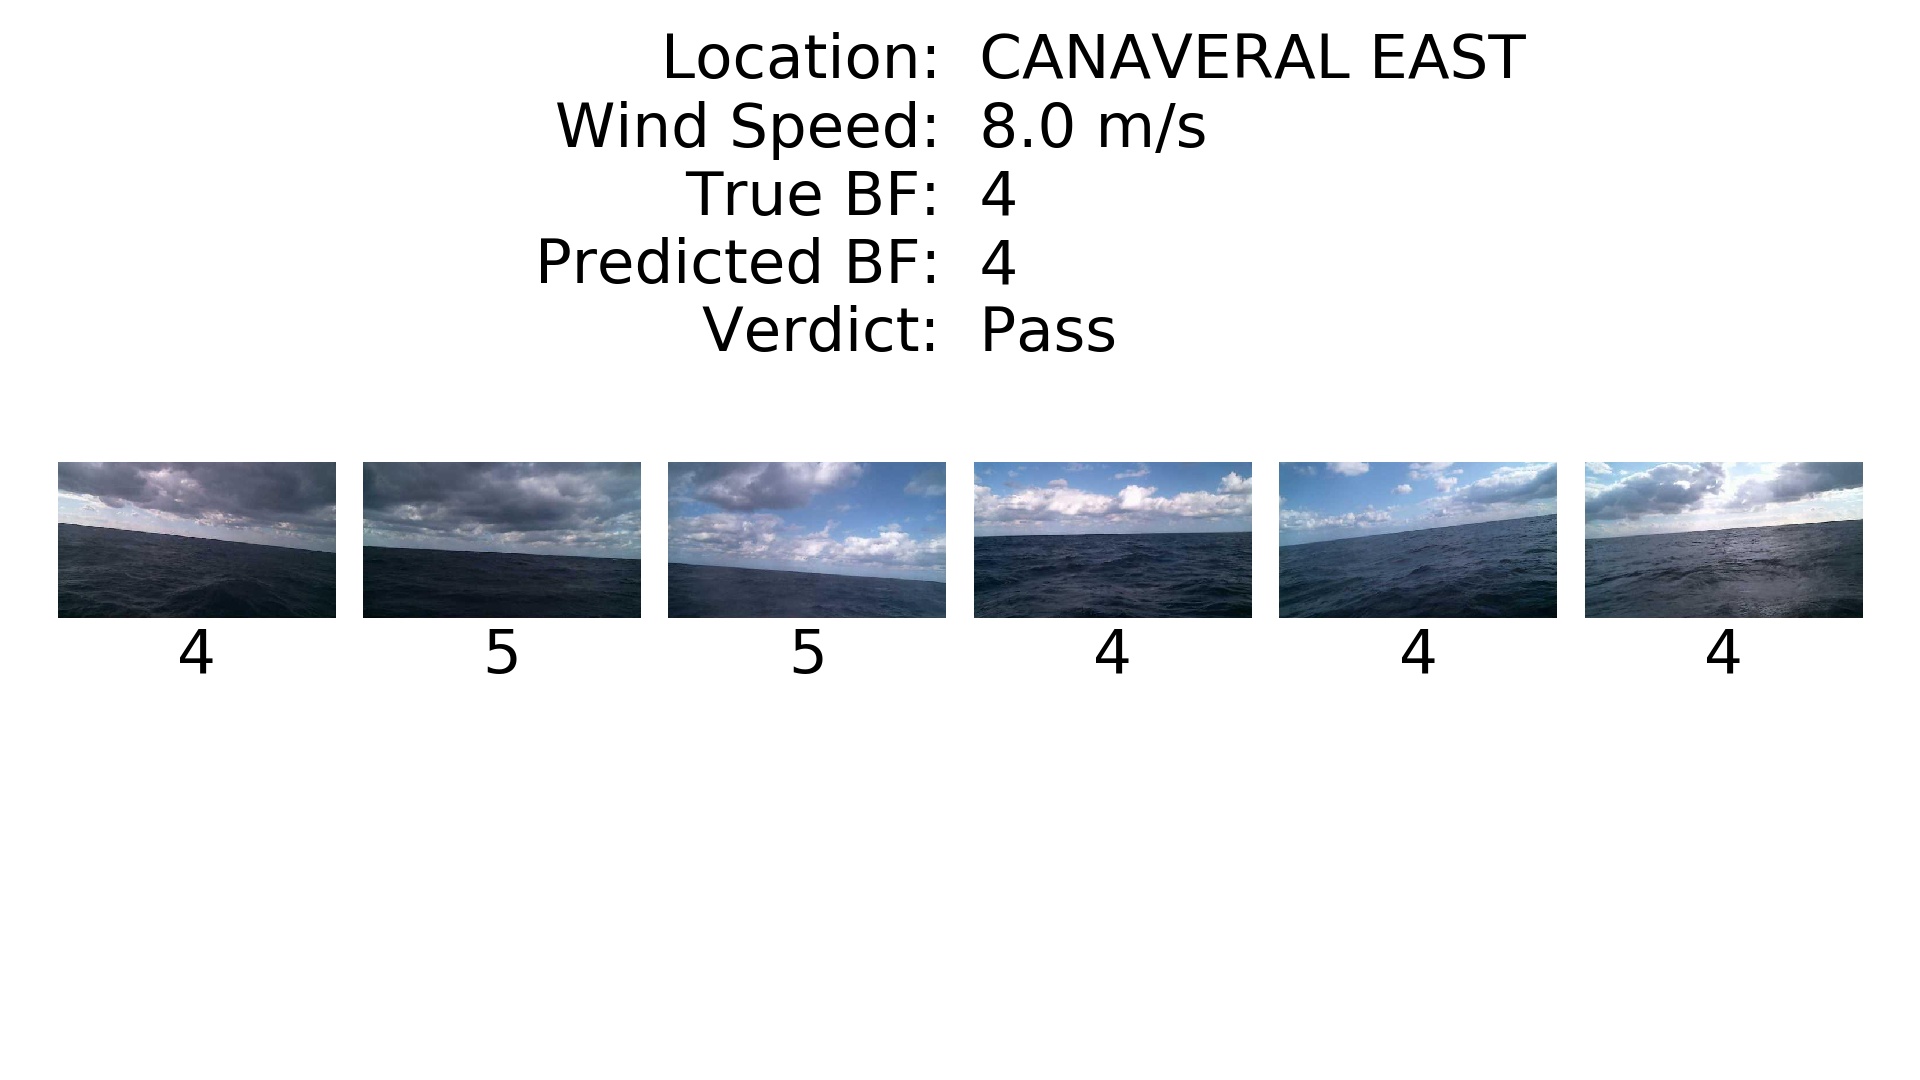 Location: CANAVERAL EAST
Wind Speed: 8.0 m/s
True BF: 4
Predicted BF: 4
Verdict: Pass
4 5 5 4 4 4